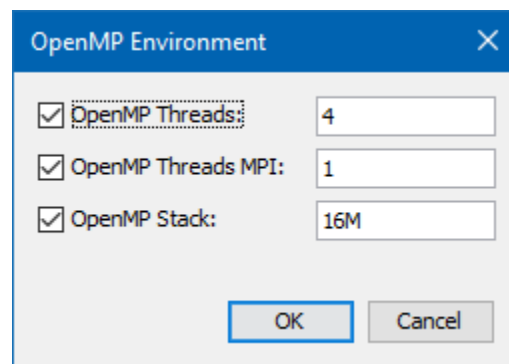 OpenMP Environment
OpenMP Threads: 4
OpenMP Threads MPI: 1
OpenMP Stack: 16M
OK Cancel